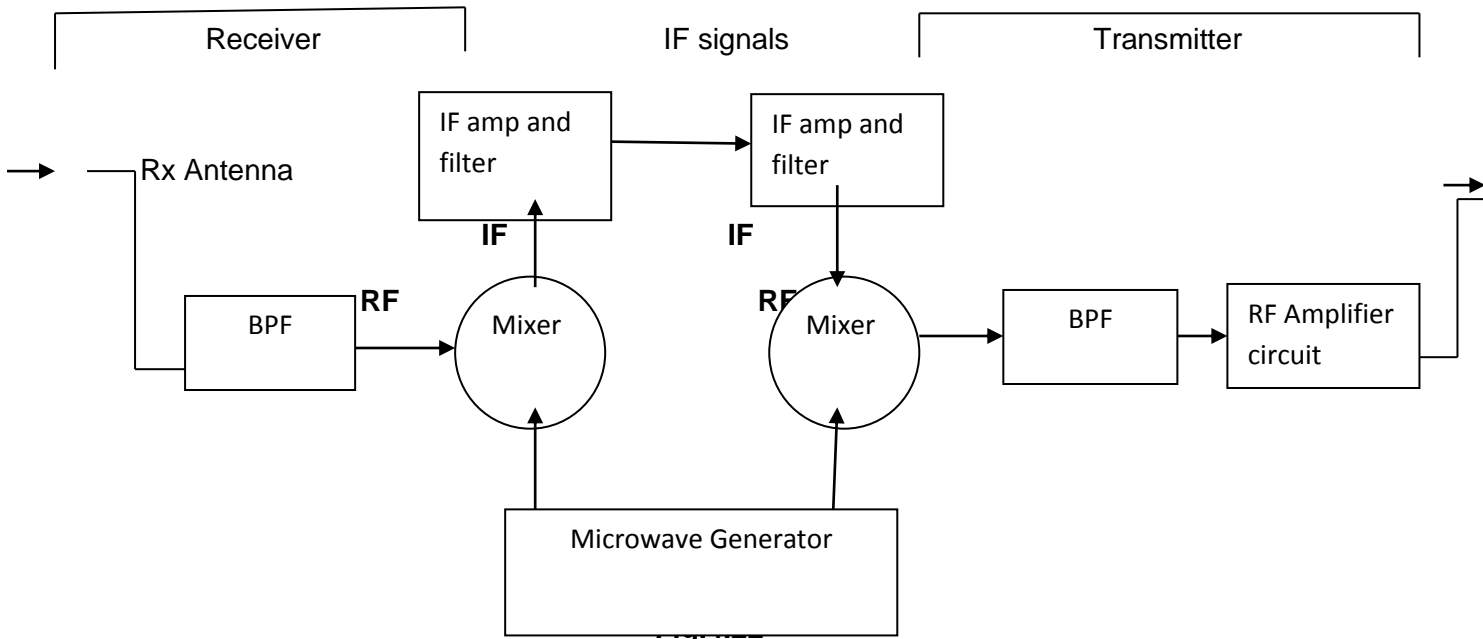 Receiver
IF signals
Transmitter
IF amp and
filter
IF amp and
filter
Rx Antenna
IF
IF
BPF
RF
Mixer
RF
Mixer
BPF
RF Amplifier
circuit
Microwave Generator